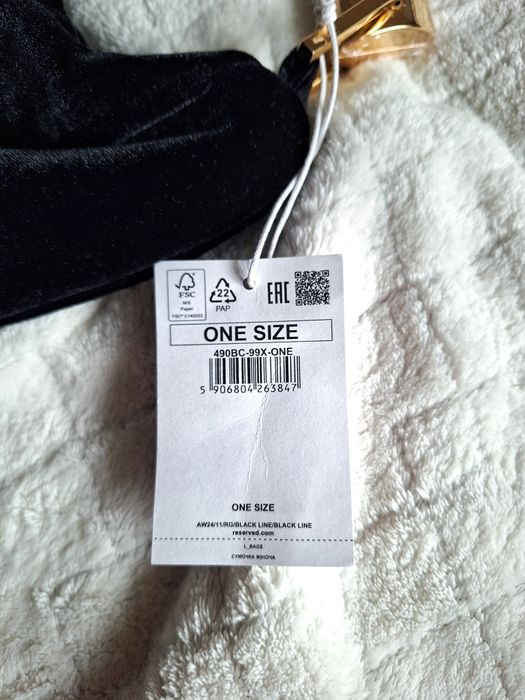 FSC
MIX
Paper
FSC® C140533
22
PAP
EAC
ONE SIZE
490BC-99X-ONE
5 906804 263847
ONE SIZE
AW24/11/RG/BLACK LINE/BLACK LINE
reserved.com
L_BAGS
СУМОЧКА ЖІНОЧА